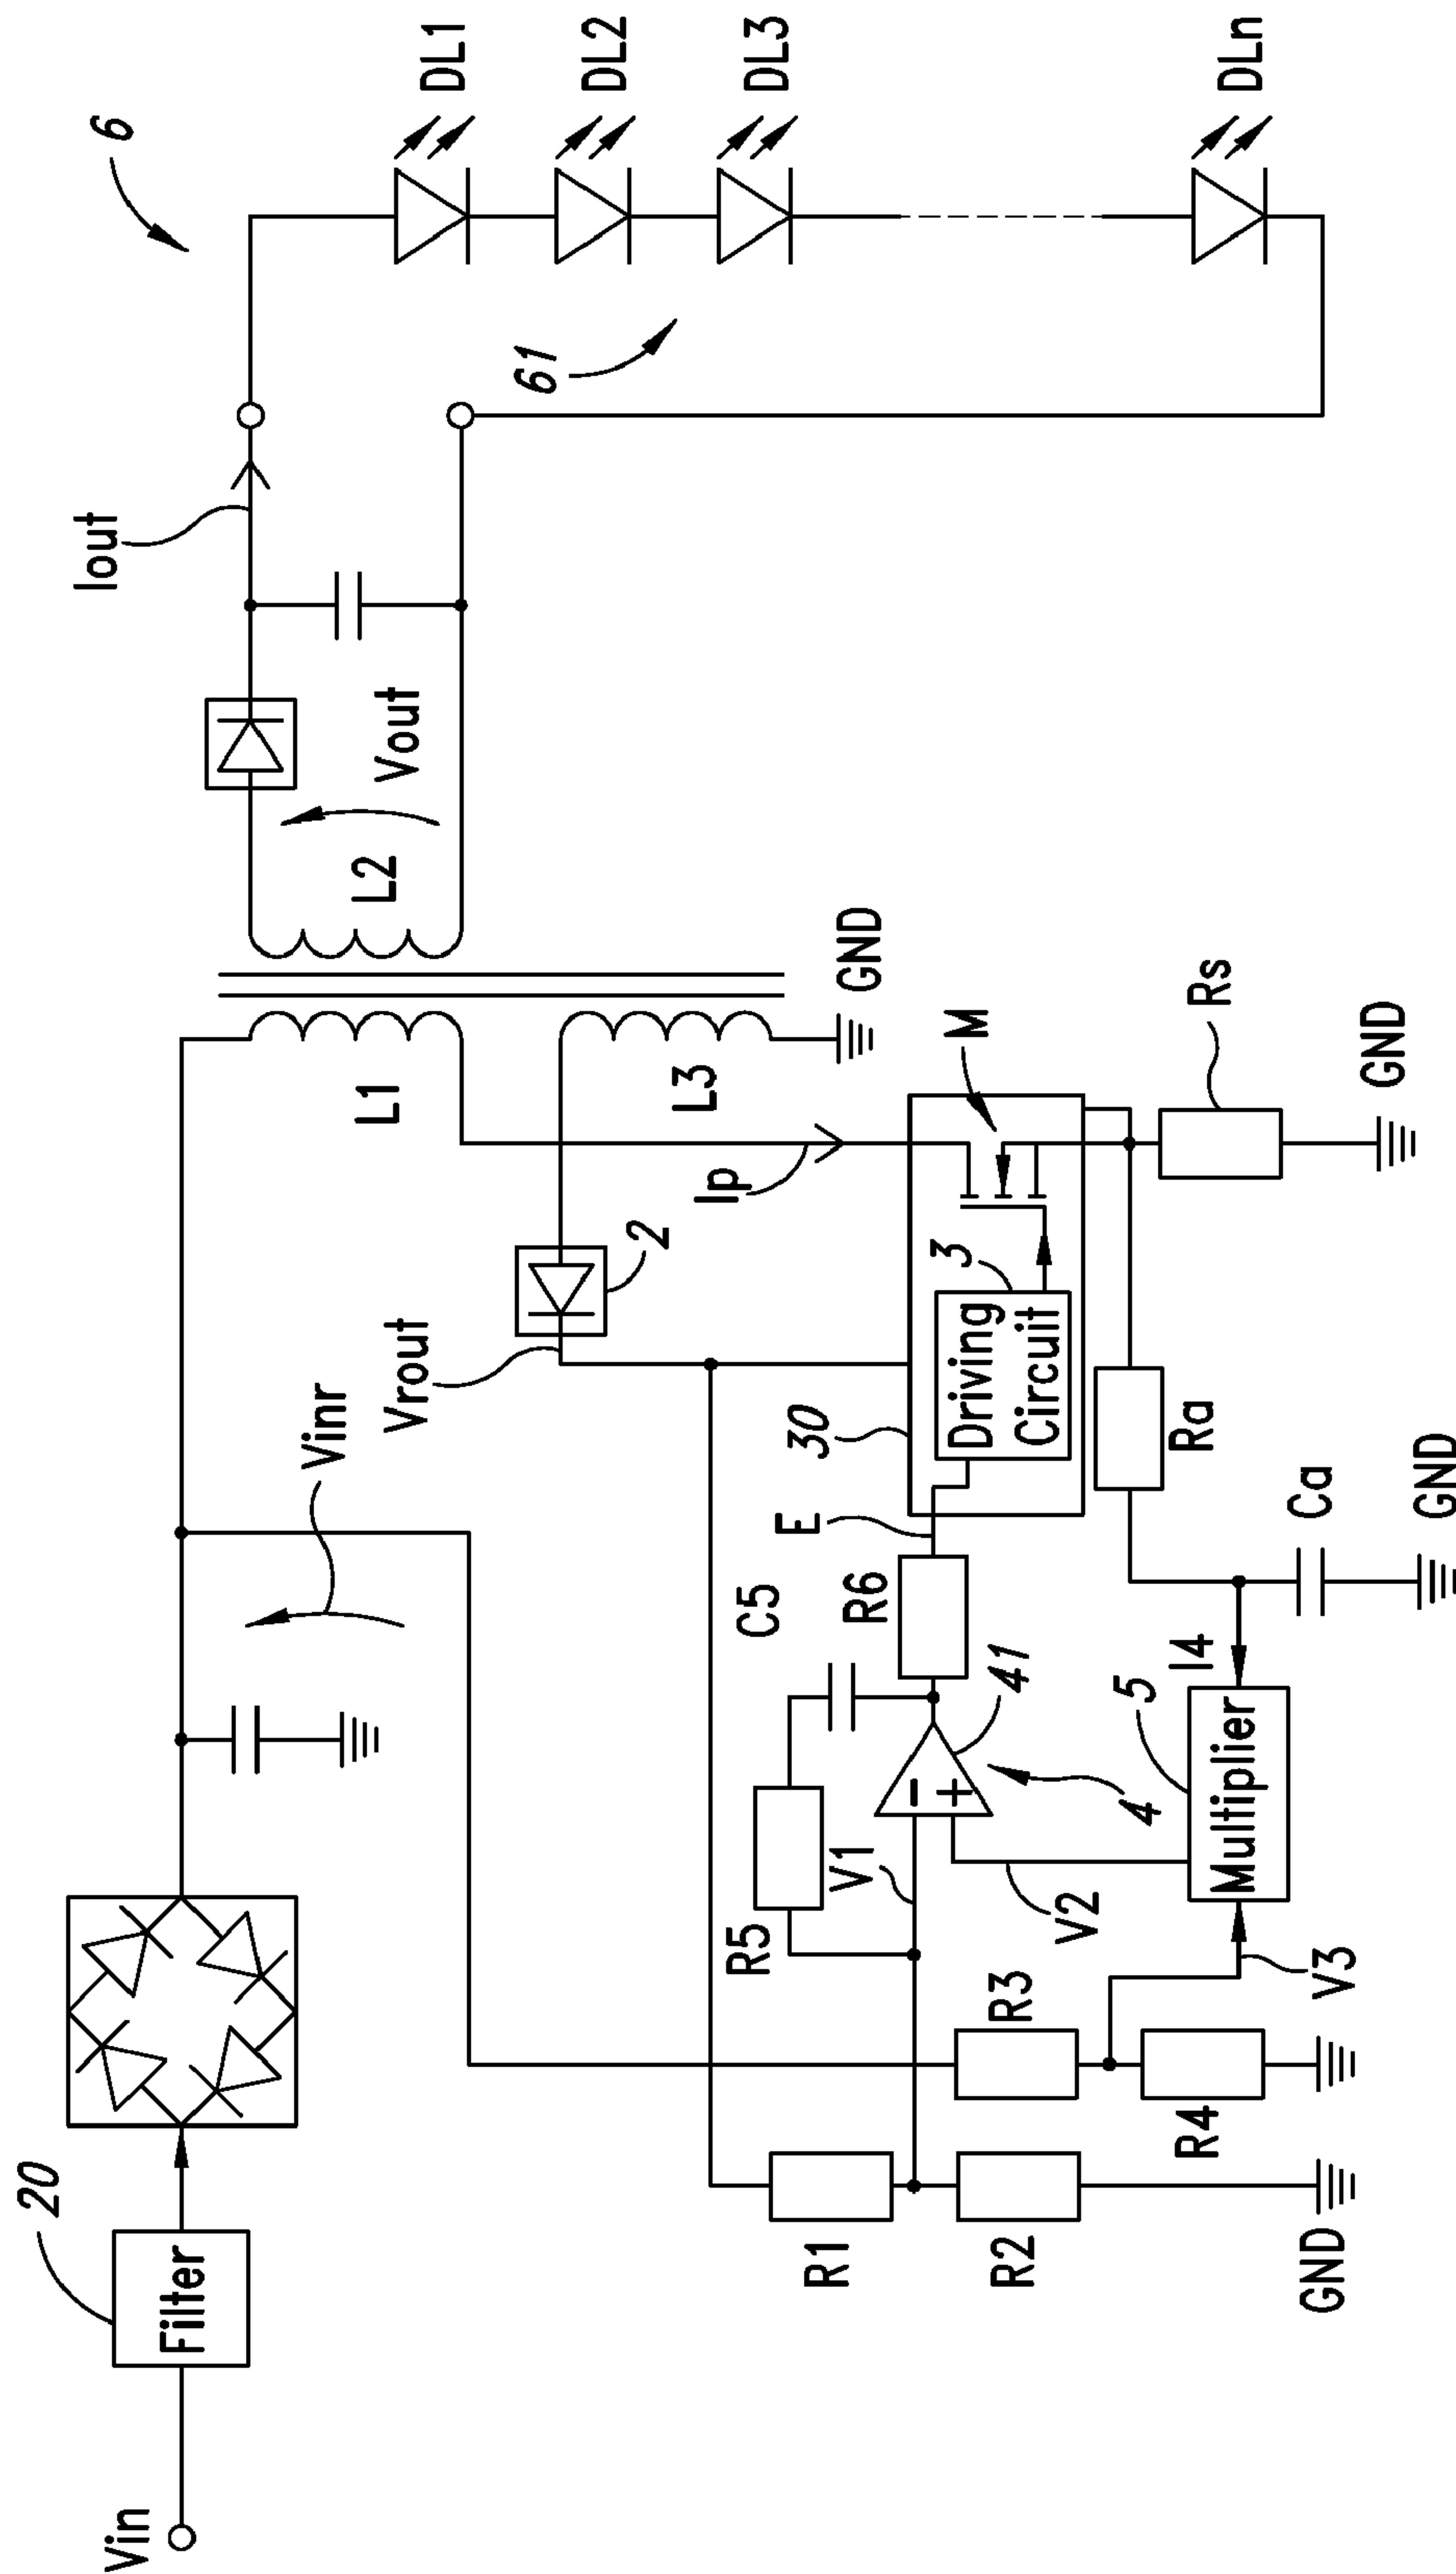 Vin
20
Filter
Vinr
Iout
6
DL1
DL2
DL3
DLn
61
Vout
L2
L1
L3
GND
Vrout
2
Ip
M
Rs
GND
30
3
Driving
Circuit
E
R6
C5
R5
V1
41
4
V2
5
Multiplier
I4
Ra
Ca
GND
V3
R3
R4
R1
R2
GND